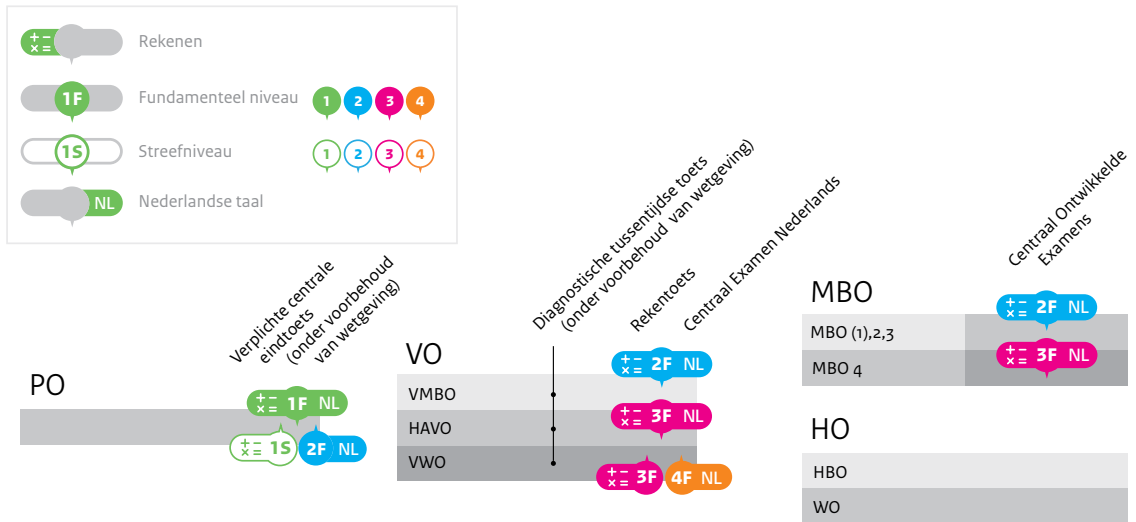 + − × =
Rekenen
1F
Fundamenteel niveau
1 2 3 4
1S
Streefniveau
1 2 3 4
NL
Nederlandse taal
PO
Verplichte centrale
eindtoets
(onder voorbehoud
van wetgeving)
+ − × = 1F NL
+ − × = 1S
2F NL
VO
Diagnostische tussentijdse toets
(onder voorbehoud van wetgeving)
Rekentoets
Centraal Examen Nederlands
+ − × = 2F NL
VMBO
+ − × = 3F NL
HAVO
VWO
+ − × = 3F
4F NL
MBO
Centraal Ontwikkelde
Examens
+ − × = 2F NL
MBO (1),2,3
+ − × = 3F NL
MBO 4
HO
HBO
WO